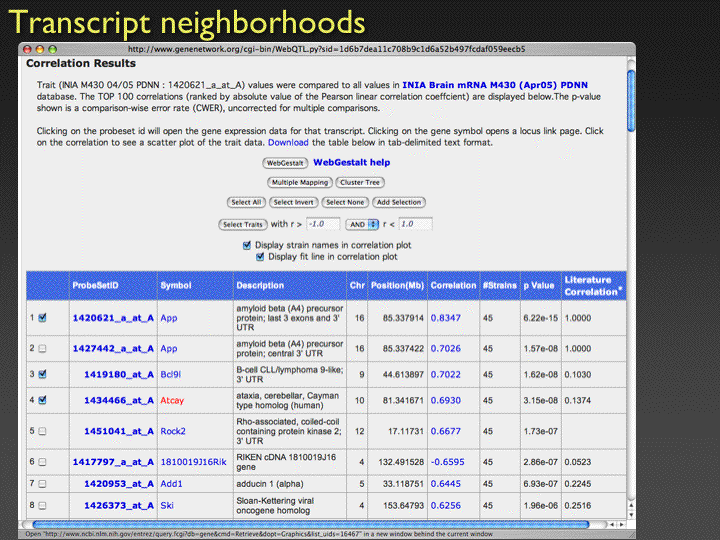 Transcript neighborhoods
http://www.genenetwork.org/cgi-bin/WebQTL.py?sid=1d6b7dea11c708b9c1d6a52b497fcdaf059eecb5
Correlation Results
Trait (INIA M430 04/05 PDNN : 1420621_a_at_A) values were compared to all values in INIA Brain mRNA M430 (Apr05) PDNN
database. The TOP 100 correlations (ranked by absolute value of the Pearson linear correlation coeffcient) are displayed below.The p-value
shown is a comparison-wise error rate (CWER), uncorrected for multiple comparisons.
Clicking on the probeset id will open the gene expression data for that transcript. Clicking on the gene symbol opens a locus link page. Click
on the correlation to see a scatter plot of the trait data. Download the table below in tab-delimited text format.
WebGestalt WebGestalt help
Multiple Mapping Cluster Tree
Select All Select Invert Select None Add Selection
Select Traits with r > -1.0 AND r < 1.0
Display strain names in correlation plot
Display fit line in correlation plot
ProbeSetID Symbol Description Chr Position(Mb) Correlation #Strains p Value Literature
Correlation*
1 1420621_a_at_A App amyloid beta (A4) precursor
protein; last 3 exons and 3'
UTR 16 85.337914 0.8347 45 6.22e-15 1.0000
2 1427442_a_at_A App amyloid beta (A4) precursor
protein; central 3' UTR 16 85.337422 0.7026 45 1.57e-08 1.0000
3 1419180_at_A Bcl9l B-cell CLL/lymphoma 9-like;
3' UTR 9 44.613897 0.7022 45 1.62e-08 0.1030
4 1434466_at_A Atcay ataxia, cerebellar, Cayman
type homolog (human) 10 81.341671 0.6930 45 3.15e-08 0.1374
5 1451041_at_A Rock2 Rho-associated, coiled-coil
containing protein kinase 2;
3' UTR 12 17.11731 0.6677 45 1.73e-07
6 1417797_a_at_A 1810019J16Rik RIKEN cDNA 1810019J16
gene 4 132.491528 -0.6595 45 2.86e-07 0.0523
7 1420953_at_A Add1 adducin 1 (alpha) 5 33.118751 0.6445 45 6.93e-07 0.2245
8 1426373_at_A Ski Sloan-Kettering viral
oncogene homolog 4 153.64793 0.6256 45 1.96e-06 0.2516
Open "http://www.ncbi.nlm.nih.gov/entrez/query.fcgi?db=gene&cmd=Retrieve&dopt=Graphics&list_uids=16467" in a new window behind the current window